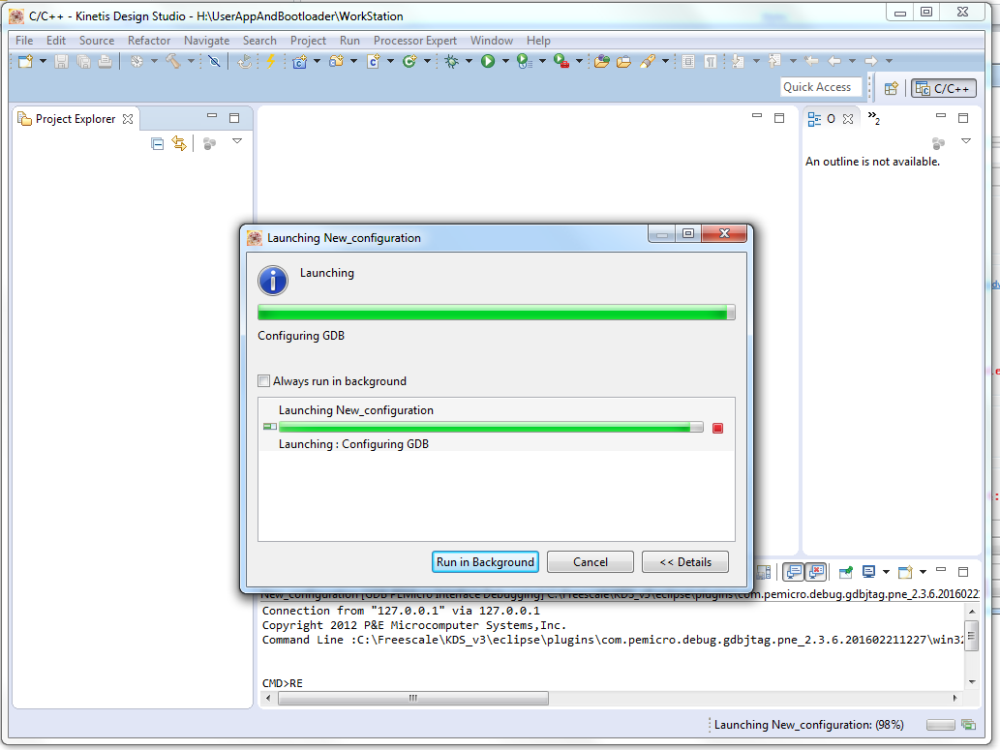 C/C++ - Kinetis Design Studio - H:\UserAppAndBootloader\WorkStation
File Edit Source Refactor Navigate Search Project Run Processor Expert Window Help
Quick Access
C/C++
Project Explorer
O
»2
An outline is not available.
Launching New_configuration
Launching
Configuring GDB
Always run in background
Launching New_configuration
Launching : Configuring GDB
Run in Background
Cancel
<< Details
New_configuration [GDB PEMicro Interface Debugging] C:\Freescale\KDS_v3\eclipse\plugins\com.pemicro.debug.gdbjtag.pne_2.3.6.2016022
Connection from "127.0.0.1" via 127.0.0.1
Copyright 2012 P&E Microcomputer Systems,Inc.
Command Line :C:\Freescale\KDS_v3\eclipse\plugins\com.pemicro.debug.gdbjtag.pne_2.3.6.201602211227\win32
CMD>RE
Launching New_configuration: (98%)